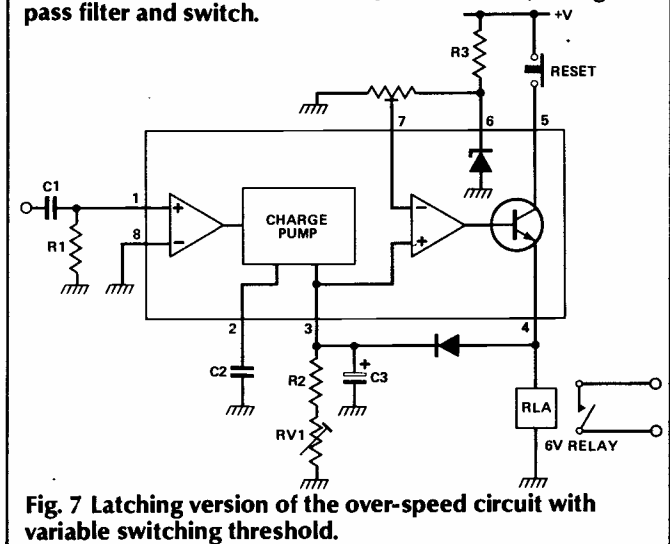 pass filter and switch.
+V
R3
RESET
7
6
5
C1
1
8
R1
CHARGE
PUMP
+
−
−
+
2
3
4
C2
R2
+
C3
RV1
RLA
6V RELAY
Fig. 7 Latching version of the over-speed circuit with
variable switching threshold.